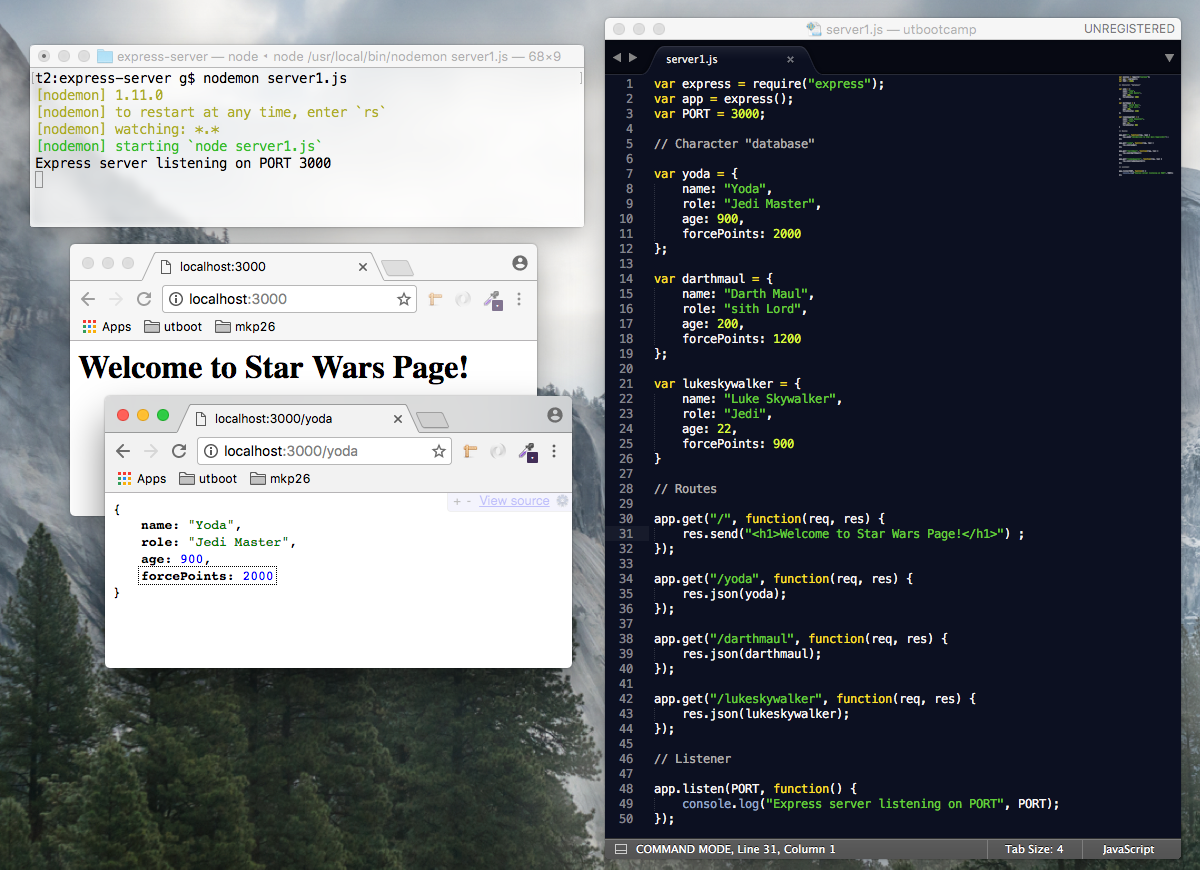 express-server — node • node /usr/local/bin/nodemon server1.js — 68×9
t2:express-server g$ nodemon server1.js
[nodemon] 1.11.0
[nodemon] to restart at any time, enter `rs`
[nodemon] watching: *.*
[nodemon] starting `node server1.js`
Express server listening on PORT 3000
localhost:3000
localhost:3000
Apps utboot mkp26
Welcome to Star Wars Page!
localhost:3000/yoda
localhost:3000/yoda
Apps utboot mkp26
+ - View source
{
name: "Yoda",
role: "Jedi Master",
age: 900,
forcePoints: 2000
}
server1.js — utbootcamp UNREGISTERED
server1.js
1 var express = require("express");
2 var app = express();
3 var PORT = 3000;
4
5 // Character "database"
6
7 var yoda = {
8 name: "Yoda",
9 role: "Jedi Master",
10 age: 900,
11 forcePoints: 2000
12 };
13
14 var darthmaul = {
15 name: "Darth Maul",
16 role: "sith Lord",
17 age: 200,
18 forcePoints: 1200
19 };
20
21 var lukeskywalker = {
22 name: "Luke Skywalker",
23 role: "Jedi",
24 age: 22,
25 forcePoints: 900
26 }
27
28 // Routes
29
30 app.get("/", function(req, res) {
31 res.send("<h1>Welcome to Star Wars Page!</h1>") ;
32 });
33
34 app.get("/yoda", function(req, res) {
35 res.json(yoda);
36 });
37
38 app.get("/darthmaul", function(req, res) {
39 res.json(darthmaul);
40 });
41
42 app.get("/lukeskywalker", function(req, res) {
43 res.json(lukeskywalker);
44 });
45
46 // Listener
47
48 app.listen(PORT, function() {
49 console.log("Express server listening on PORT", PORT);
50 });
COMMAND MODE, Line 31, Column 1 Tab Size: 4 JavaScript